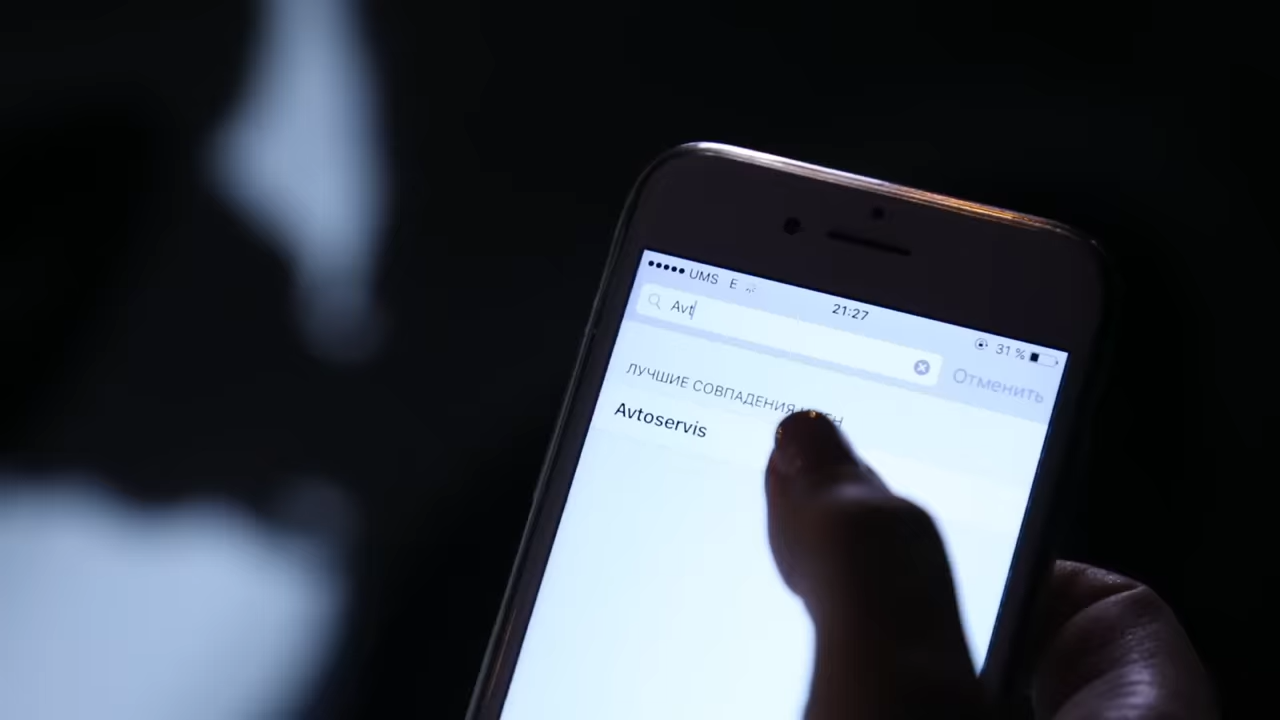 UMS E
21:27
31 %
Avt
Отменить
ЛУЧШИЕ СОВПАДЕНИЯ
Avtoservis